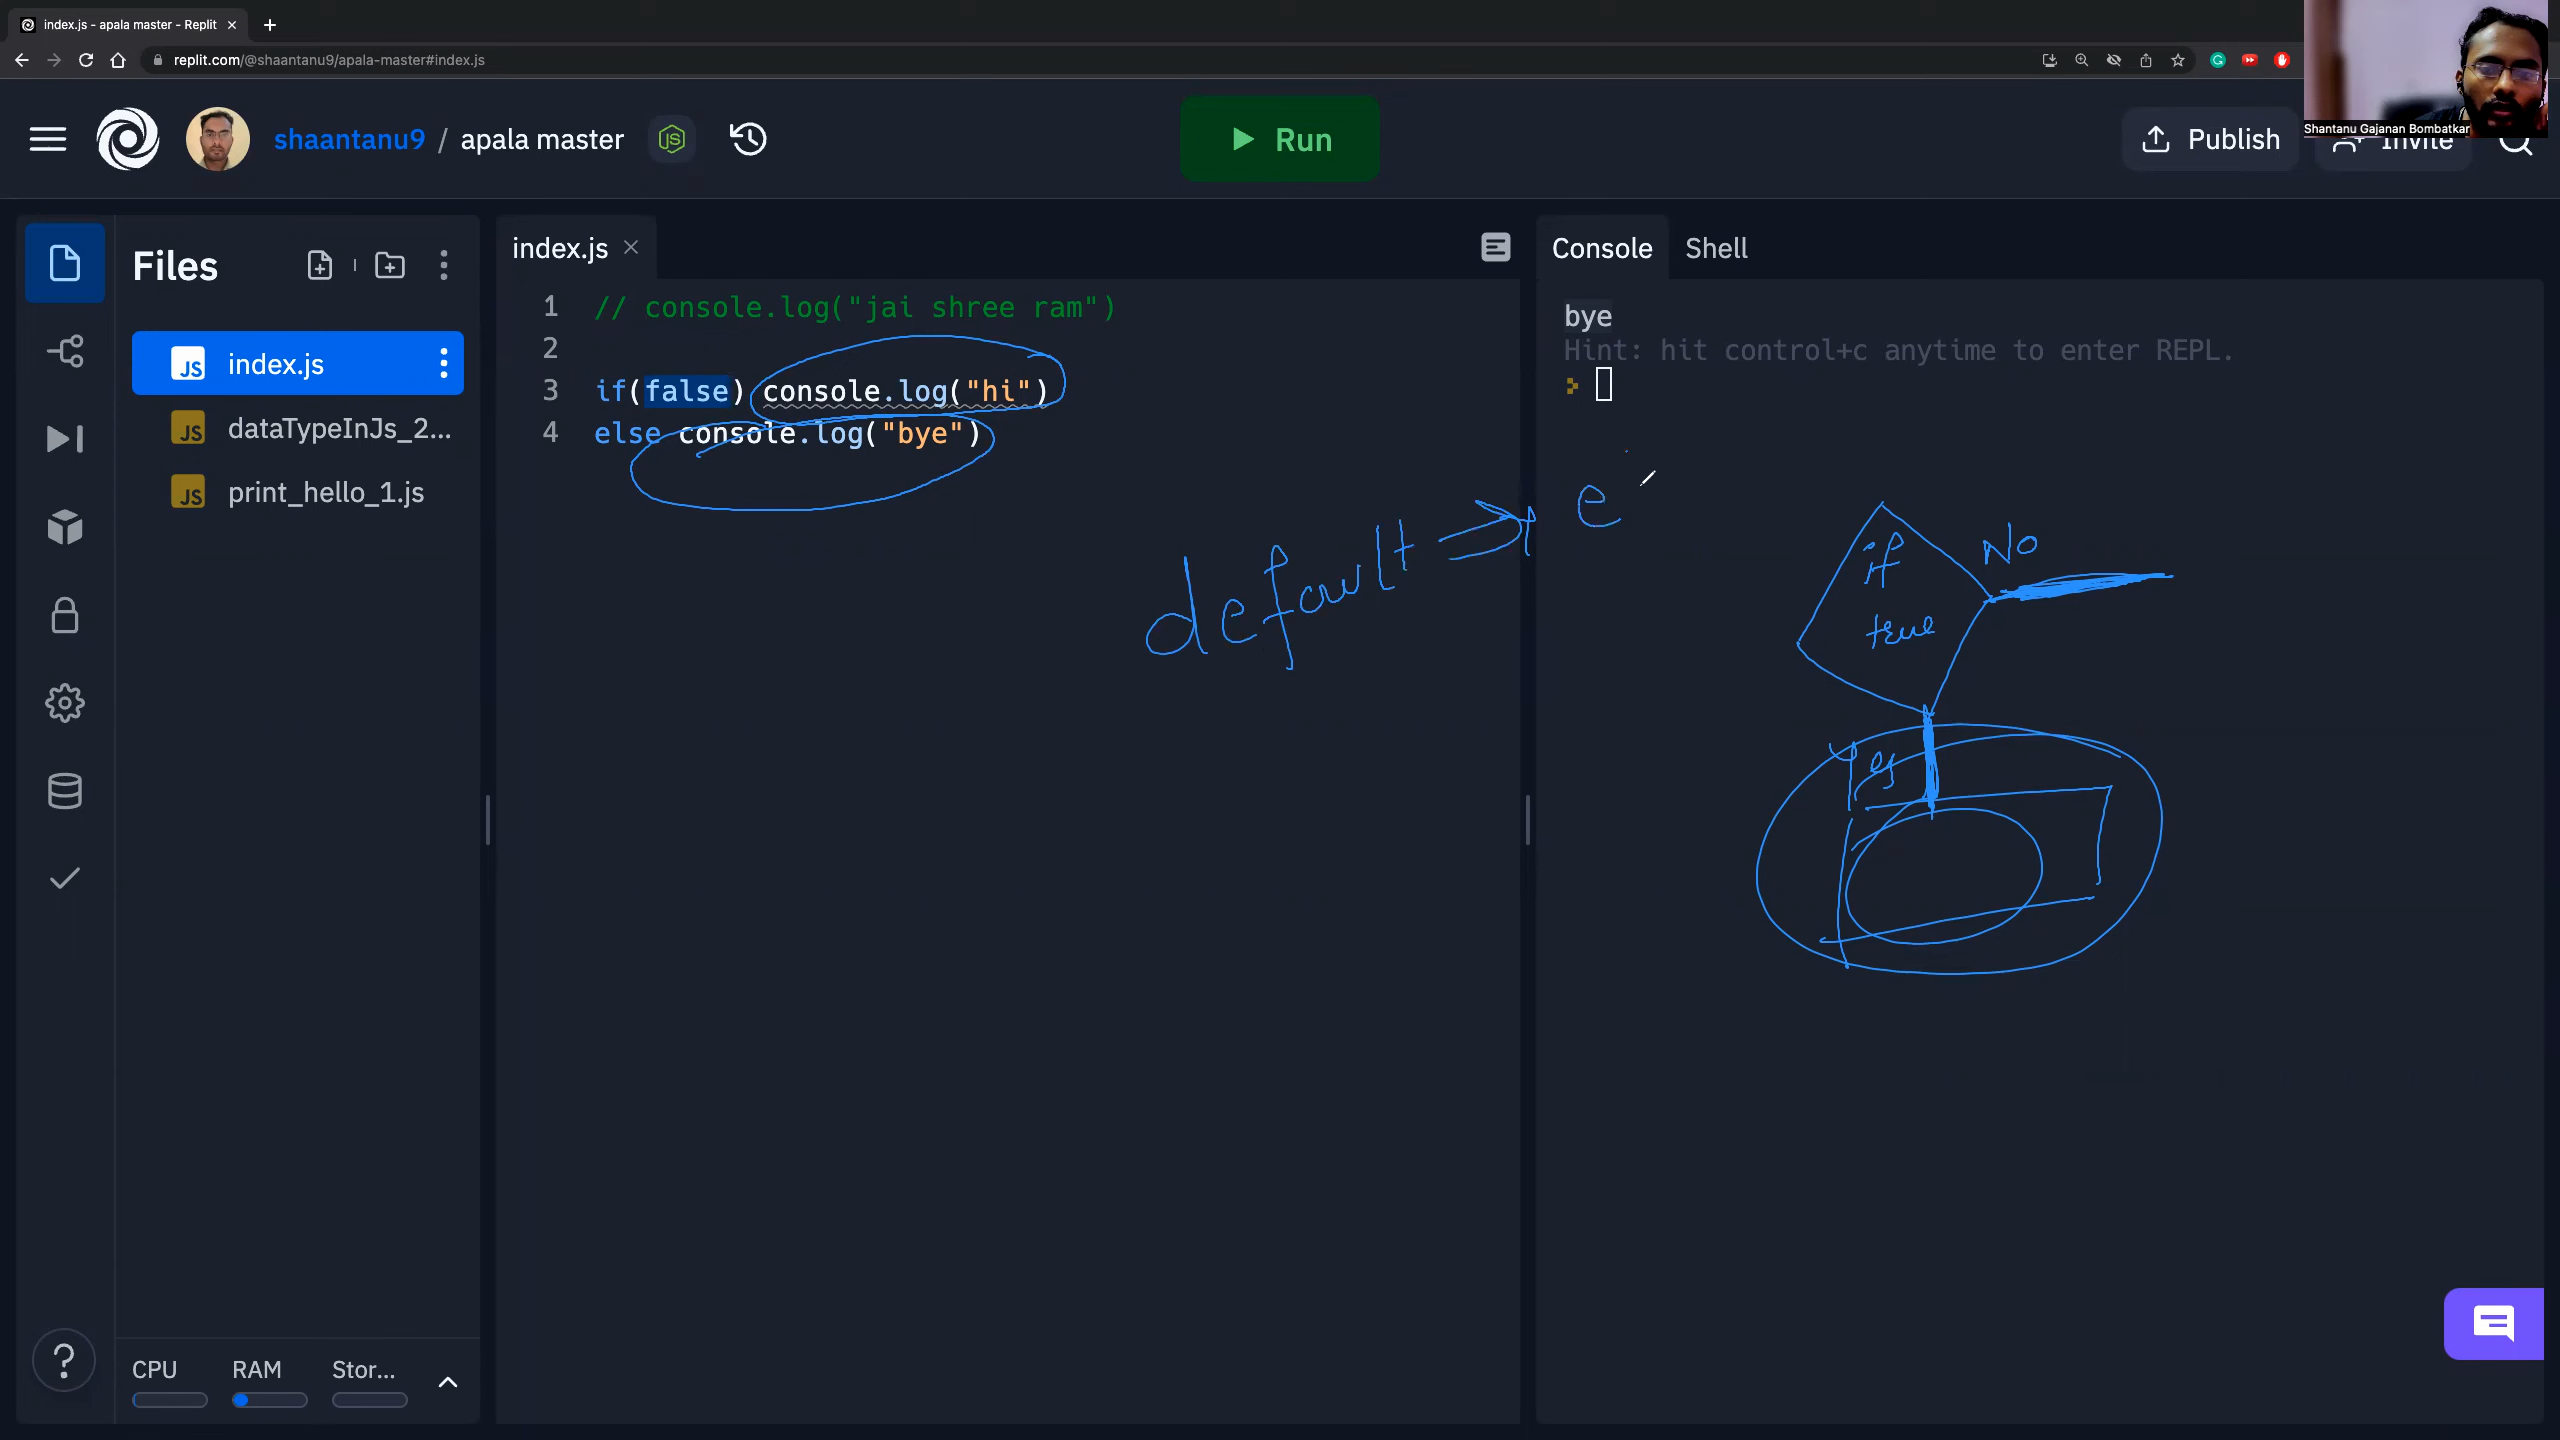 index.js - apala master - Replit
replit.com/@shaantanu9/apala-master#index.js
Shantanu Gajanan Bombatkar
shaantanu9 / apala master
Run
Publish
Invite
Files
index.js
dataTypeInJs_2...
print_hello_1.js
CPU RAM Stor...
index.js
1 // console.log("jai shree ram")
2
3 if(false) console.log("hi")
4 else console.log("bye")
default ⇒ e
Console Shell
bye
Hint: hit control+c anytime to enter REPL.
if
true
No
Yes